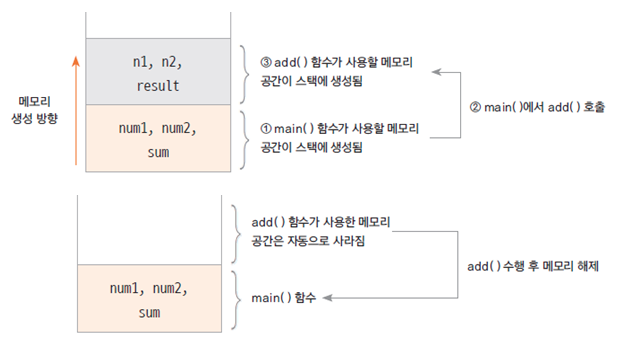 메모리
생성 방향
n1, n2,
result
③ add( ) 함수가 사용할 메모리
공간이 스택에 생성됨
② main( )에서 add( ) 호출
num1, num2,
sum
① main( ) 함수가 사용할 메모리
공간이 스택에 생성됨
add( ) 함수가 사용한 메모리
공간은 자동으로 사라짐
add( ) 수행 후 메모리 해제
num1, num2,
sum
main( ) 함수